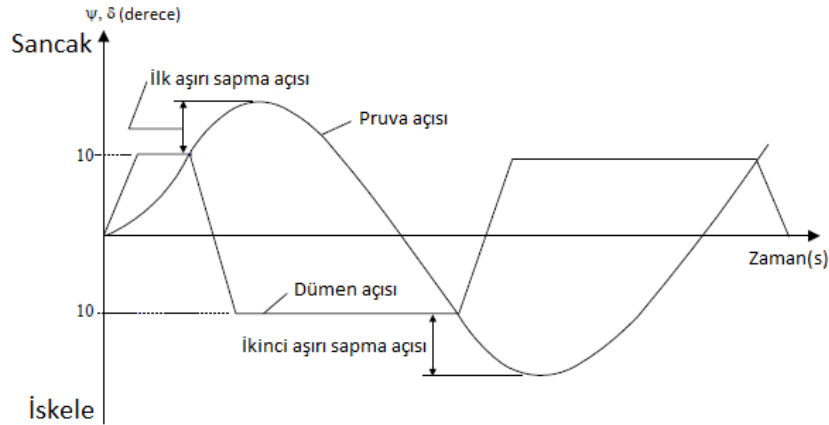 ψ, δ (derece)
Sancak
İlk aşırı sapma açısı
Pruva açısı
10
Zaman(s)
Dümen açısı
10
İkinci aşırı sapma açısı
İskele